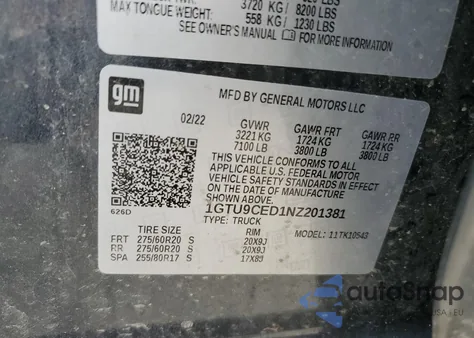 3720 KG / 8200 LBS
MAX TONGUE WEIGHT: 558 KG / 1230 LBS
SEE OWNER'S MANUAL FOR MORE INFORMATION
gm
MFD BY GENERAL MOTORS LLC
02/22
GVWR GAWR FRT GAWR RR
3221 KG 1724 KG 1724 KG
7100 LB 3800 LB 3800 LB
THIS VEHICLE CONFORMS TO ALL
APPLICABLE U.S. FEDERAL MOTOR
VEHICLE SAFETY
STANDARDS IN EFFECT ON THE DATE OF
MANUFACTURE SHOWN ABOVE.
626D
1GTU9CED1NZ201381
TYPE: TRUCK
TIRE SIZE RIM MODEL: 11TK10543
FRT 275/60R20 S 20X9J
RR 275/60R20 S 20X9J
SPA 255/80R17 S 17X8J
autoSnap
USA | EU